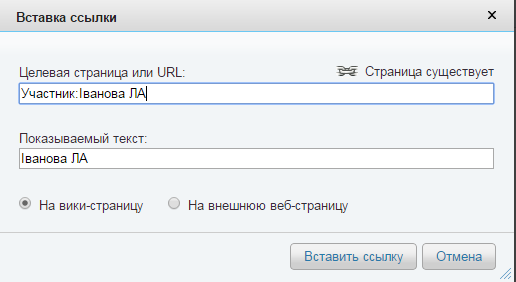 Вставка ссылки
Целевая страница или URL: Страница существует
Участник:Іванова ЛА
Показываемый текст:
Іванова ЛА
На вики-страницу На внешнюю веб-страницу
Вставить ссылку Отмена